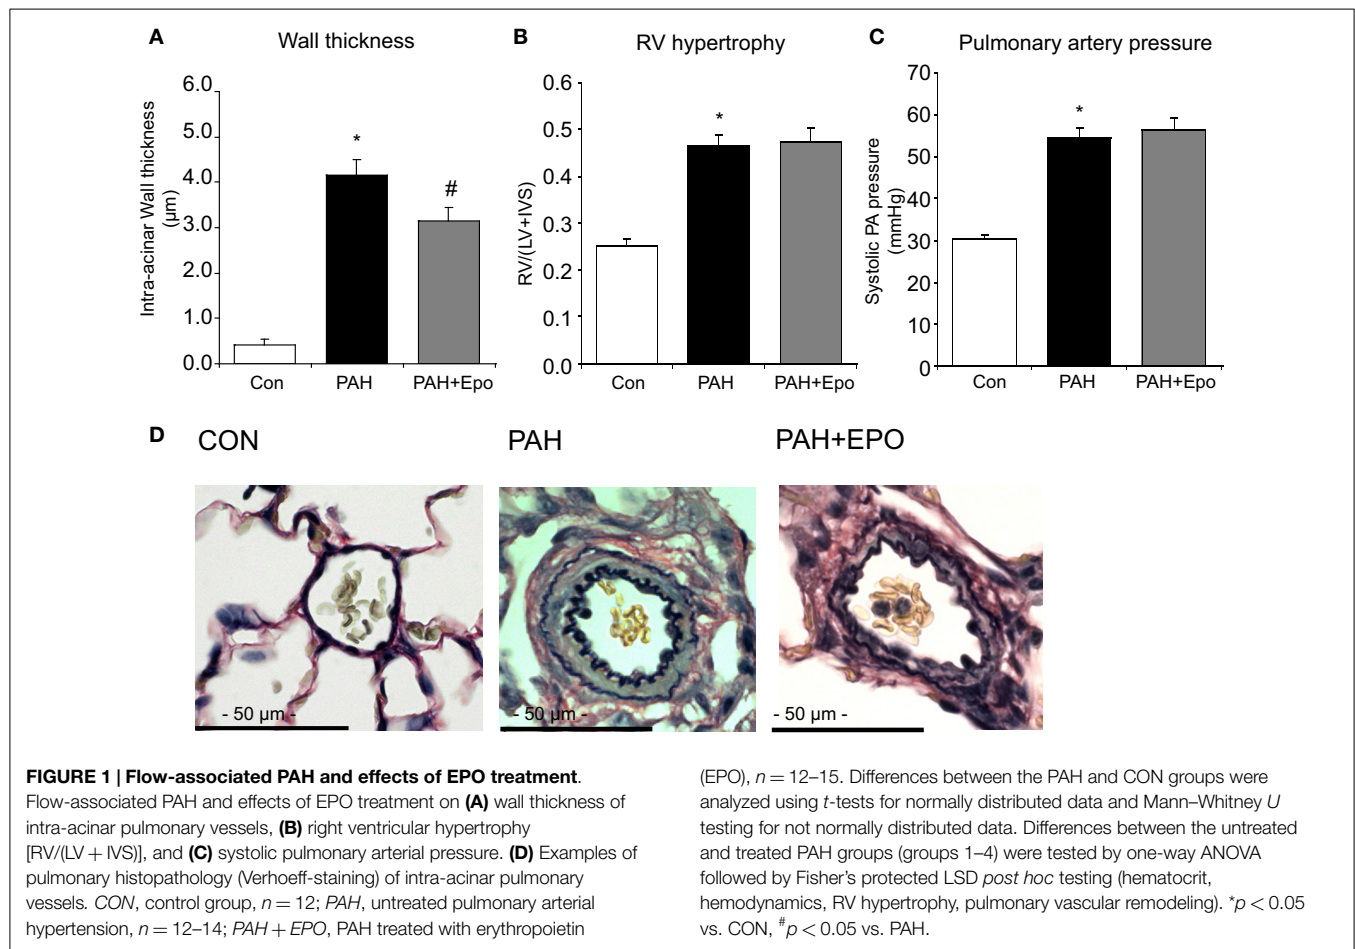 A
Wall thickness
Intra-acinar Wall thickness
(µm)
6.0
5.0
4.0
3.0
2.0
1.0
0.0
*
#
Con
PAH
PAH+Epo
B
RV hypertrophy
RV/(LV+IVS)
0.6
0.5
0.4
0.3
0.2
0.1
0.0
*
Con
PAH
PAH+Epo
C
Pulmonary artery pressure
Systolic PA pressure
(mmHg)
70
60
50
40
30
20
10
0
*
Con
PAH
PAH+Epo
D
CON
PAH
PAH+EPO
- 50 µm -
- 50 µm -
- 50 µm -
FIGURE 1 | Flow-associated PAH and effects of EPO treatment.
Flow-associated PAH and effects of EPO treatment on (A) wall thickness of
intra-acinar pulmonary vessels, (B) right ventricular hypertrophy
[RV/(LV + IVS)], and (C) systolic pulmonary arterial pressure. (D) Examples of
pulmonary histopathology (Verhoeff-staining) of intra-acinar pulmonary
vessels. CON, control group, n = 12; PAH, untreated pulmonary arterial
hypertension, n = 12–14; PAH + EPO, PAH treated with erythropoietin
(EPO), n = 12–15. Differences between the PAH and CON groups were
analyzed using t-tests for normally distributed data and Mann–Whitney U
testing for not normally distributed data. Differences between the untreated
and treated PAH groups (groups 1–4) were tested by one-way ANOVA
followed by Fisher's protected LSD post hoc testing (hematocrit,
hemodynamics, RV hypertrophy, pulmonary vascular remodeling). *p < 0.05
vs. CON, #p < 0.05 vs. PAH.